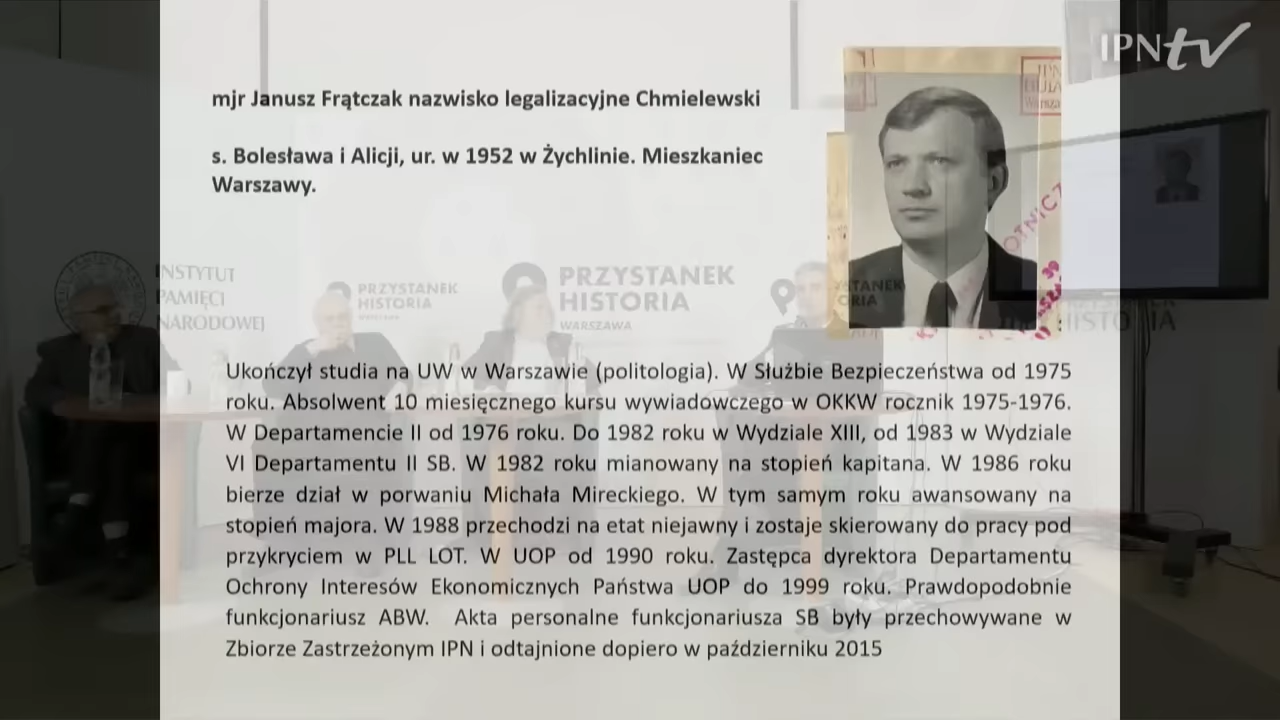 IPNtv
mjr Janusz Frątczak nazwisko legalizacyjne Chmielewski
s. Bolesława i Alicji, ur. w 1952 w Żychlinie. Mieszkaniec
Warszawy.
INSTYTUT
PAMIĘCI
NARODOWEJ
PRZYSTANEK
HISTORIA
PRZYSTANEK
HISTORIA
WARSZAWA
Ukończył studia na UW w Warszawie (politologia). W Służbie Bezpieczeństwa od 1975
roku. Absolwent 10 miesięcznego kursu wywiadowczego w OKKW rocznik 1975-1976.
W Departamencie II od 1976 roku. Do 1982 roku w Wydziale XIII, od 1983 w Wydziale
VI Departamentu II SB. W 1982 roku mianowany na stopień kapitana. W 1986 roku
bierze dział w porwaniu Michała Mireckiego. W tym samym roku awansowany na
stopień majora. W 1988 przechodzi na etat niejawny i zostaje skierowany do pracy pod
przykryciem w PLL LOT. W UOP od 1990 roku. Zastępca dyrektora Departamentu
Ochrony Interesów Ekonomicznych Państwa UOP do 1999 roku. Prawdopodobnie
funkcjonariusz ABW. Akta personalne funkcjonariusza SB były przechowywane w
Zbiorze Zastrzeżonym IPN i odtajnione dopiero w październiku 2015